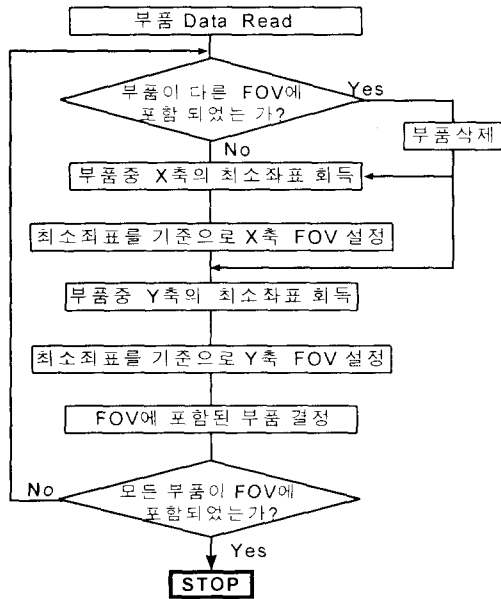 부품 Data Read
부품이 다른 FOV에
포함 되었는 가?
Yes
부품삭제
No
부품중 X축의 최소좌표 회득
최소죄표를 기준으로 X축 FOV 설정
부품중 Y축의 최소좌표 회득
최소죄표를 기준으로 Y축 FOV 설정
FOV에 포함된 부품 결정
No
모든 부품이 FOV에
포함되었는가?
Yes
STOP